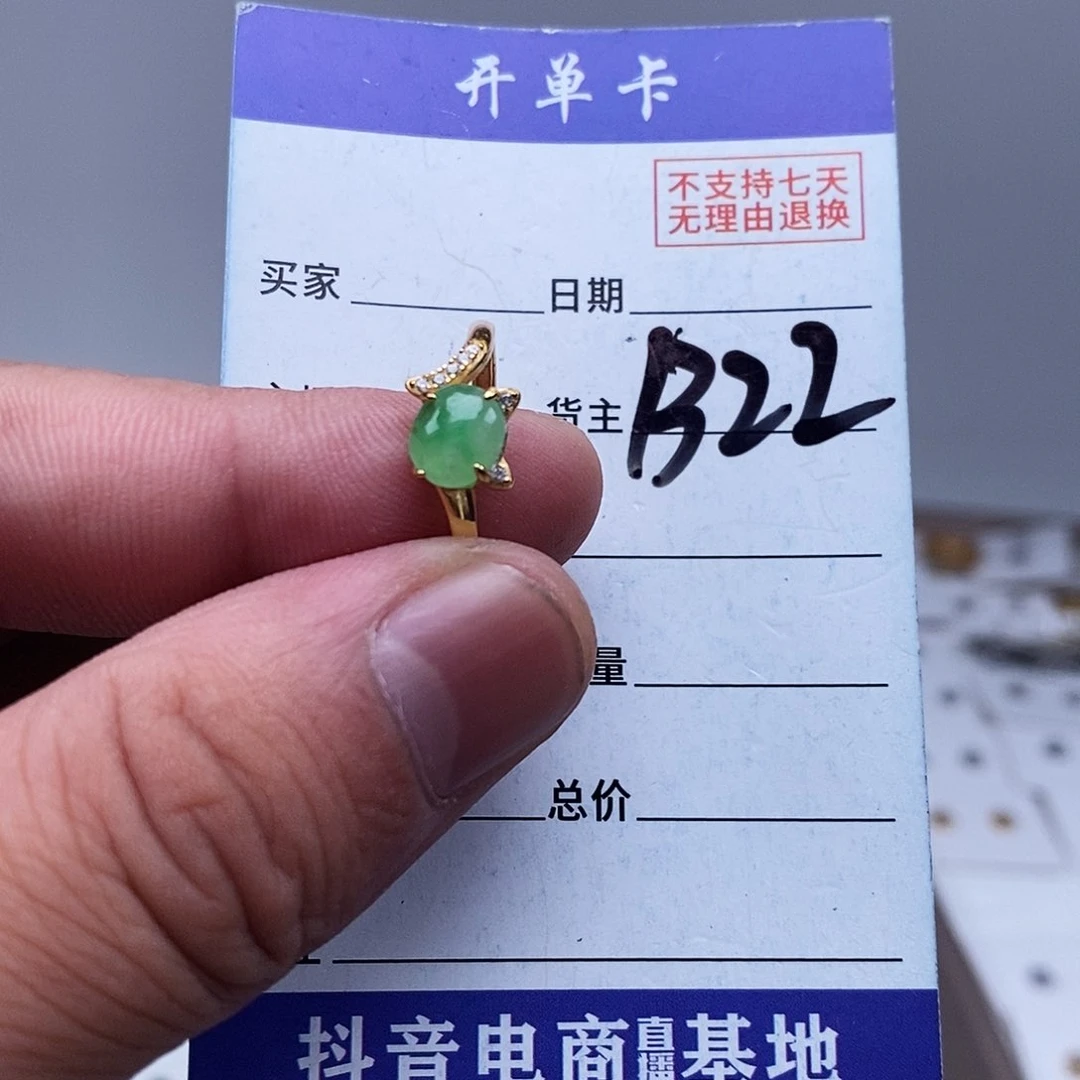 开单卡
不支持七天
无理由退换
买家 日期
货主 B22
量
总价
抖音电商直播基地